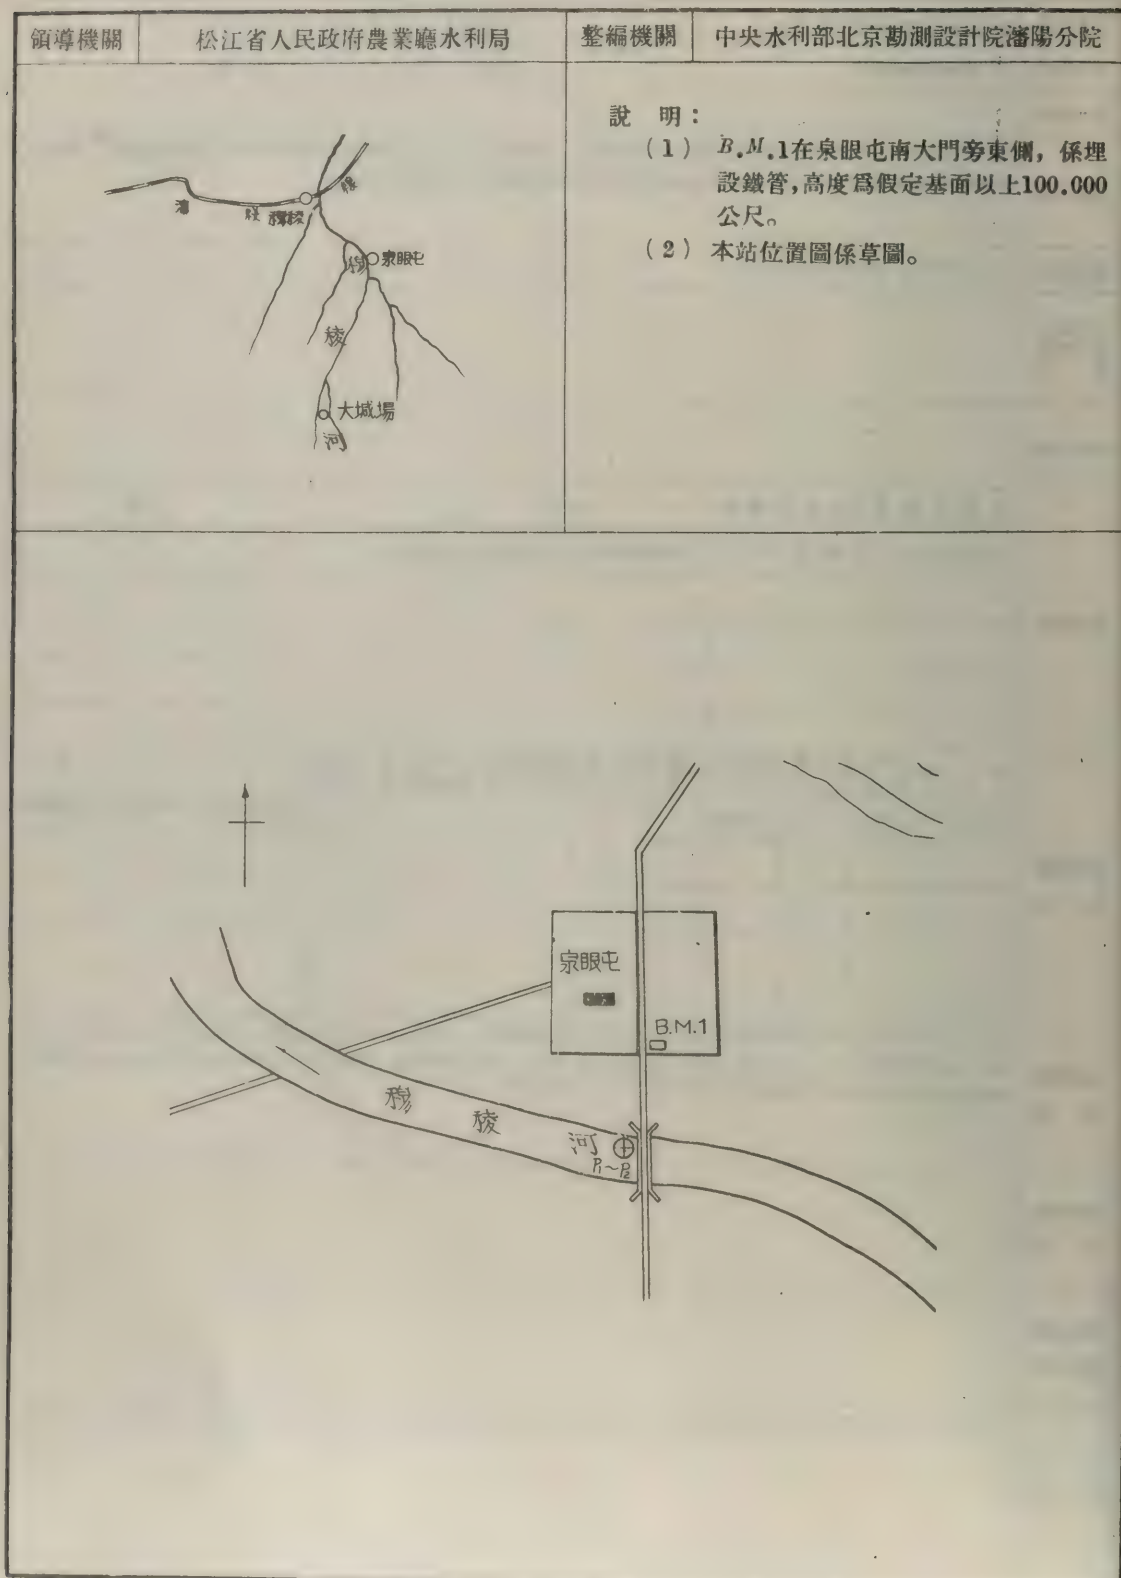 領導機關
松江省人民政府農業廳水利局
整編機關
中央水利部北京勘測設計院瀋陽分院
說 明：
(1) B.M.1在泉眼屯南大門旁東側，係埋
設鐵管，高度爲假定基面以上100.000
公尺。
(2) 本站位置圖係草圖。
穆稜
泉眼屯
穆
稜
河
大城場
泉眼屯
B.M.1
穆 稜 河
P₁～P₂